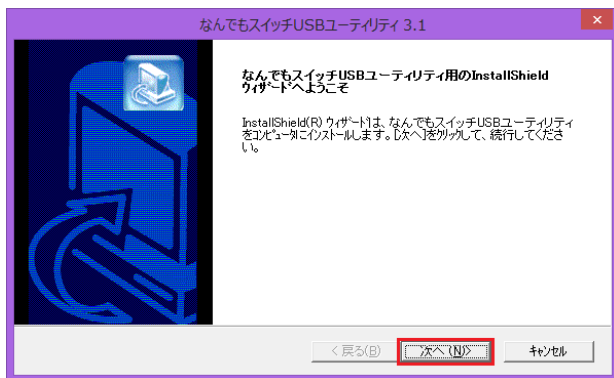 なんでもスイッチUSBユーティリティ 3.1
なんでもスイッチUSBユーティリティ用のInstallShield
ウィザードへようこそ
InstallShield(R) ウィザードは、なんでもスイッチUSBユーティリティ
をコンピュータにインストールします。[次へ]をクリックして、続行してくださ
い。
< 戻る(B)
次へ (N)>
キャンセル